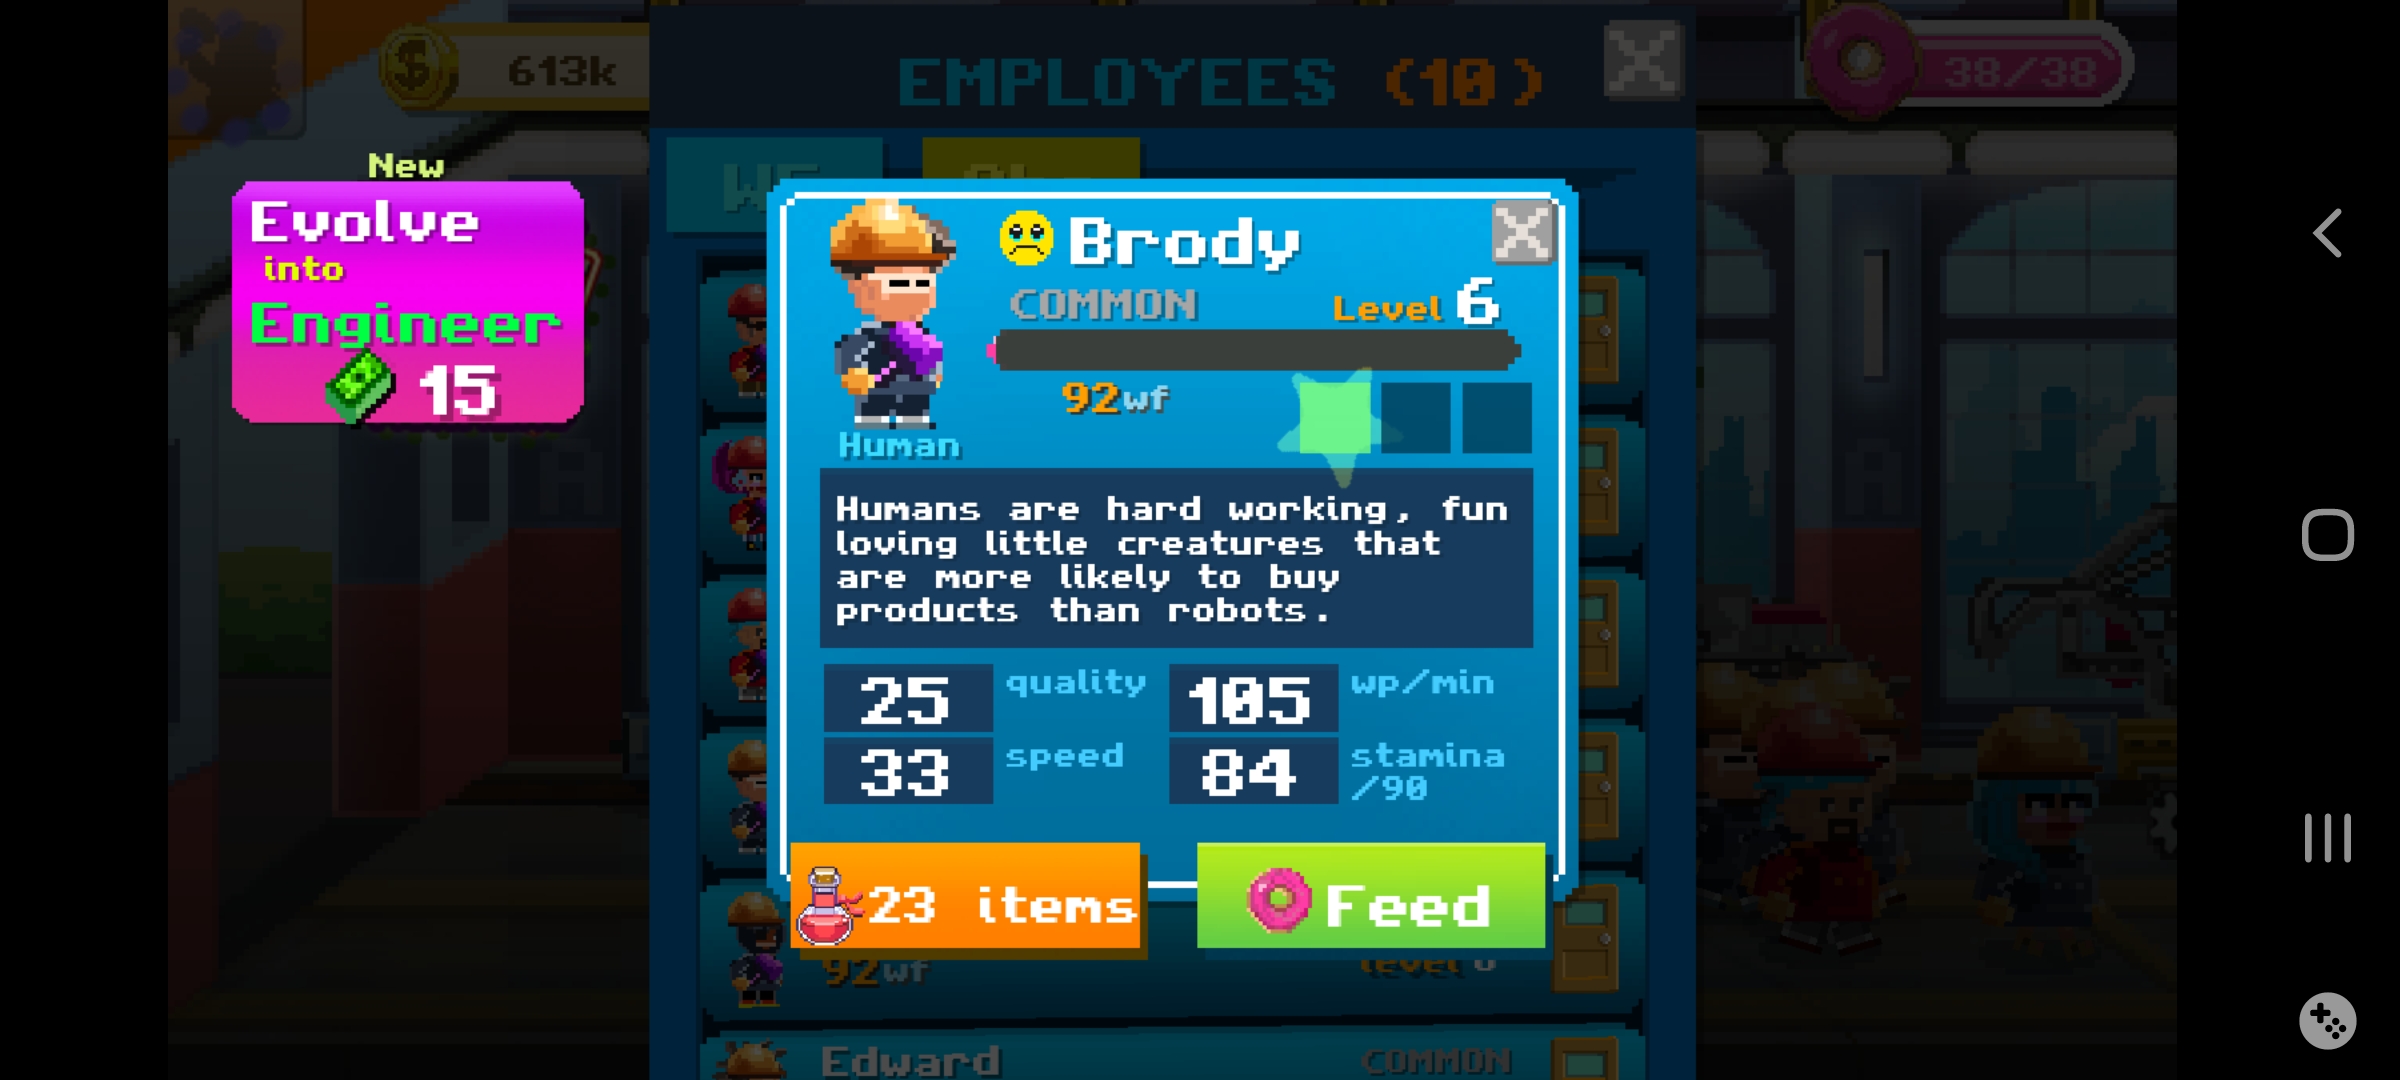 613k
EMPLOYEES (10)
38/38
New
Evolve
into
Engineer
15
Brody
COMMON
Level 6
92wf
Human
Humans are hard working, fun
loving little creatures that
are more likely to buy
products than robots.
25 quality
105 wp/min
33 speed
84 stamina
/90
23 items
Feed
92wf
level 6
Edward
COMMON